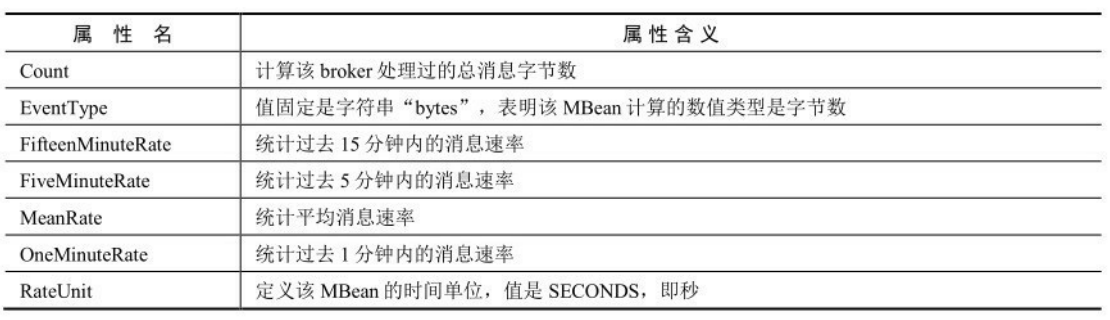 属 性 名 属 性 含 义
Count 计算该 broker 处理过的总消息字节数
EventType 值固定是字符串“bytes”，表明该 MBean 计算的数值类型是字节数
FifteenMinuteRate 统计过去 15 分钟内的消息速率
FiveMinuteRate 统计过去 5 分钟内的消息速率
MeanRate 统计平均消息速率
OneMinuteRate 统计过去 1 分钟内的消息速率
RateUnit 定义该 MBean 的时间单位，值是 SECONDS，即秒